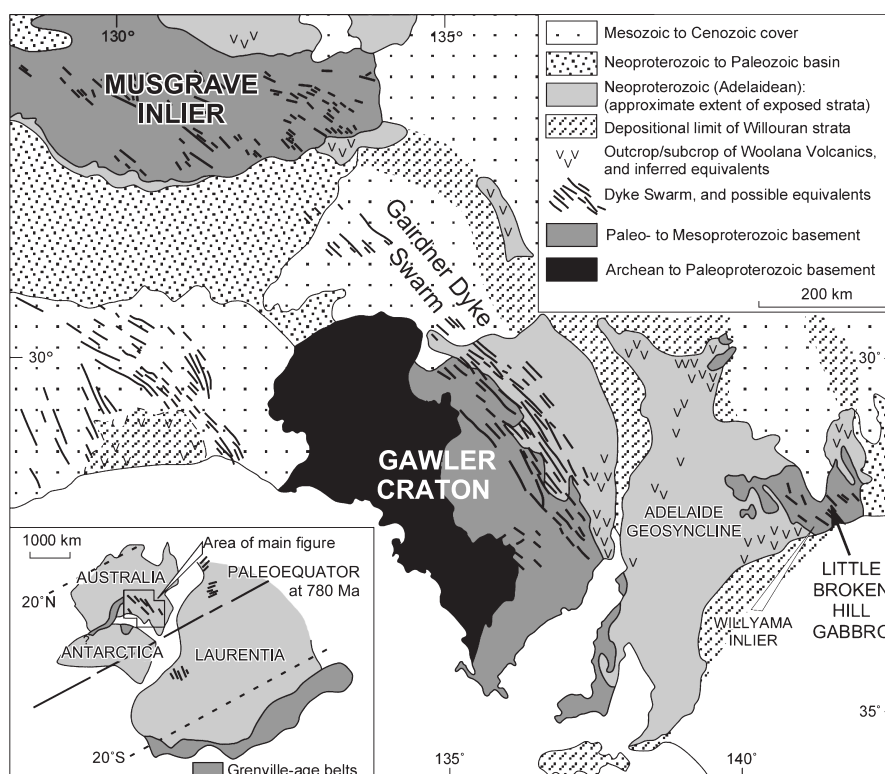 130°
135°
MUSGRAVE
INLIER
Mesozoic to Cenozoic cover
Neoproterozoic to Paleozoic basin
Neoproterozoic (Adelaidean):
(approximate extent of exposed strata)
Depositional limit of Willouran strata
Outcrop/subcrop of Woolana Volcanics,
and inferred equivalents
Dyke Swarm, and possible equivalents
Paleo- to Mesoproterozoic basement
Archean to Paleoproterozoic basement
200 km
Gairdner Dyke
Swarm
30°
30°
GAWLER
CRATON
ADELAIDE
GEOSYNCLINE
WILLYAMA
INLIER
LITTLE
BROKEN
HILL
GABBRO
35°
135°
140°
1000 km
Area of main figure
AUSTRALIA
PALEOEQUATOR
at 780 Ma
20°N
ANTARCTICA
?
LAURENTIA
20°S
Grenville-age belts